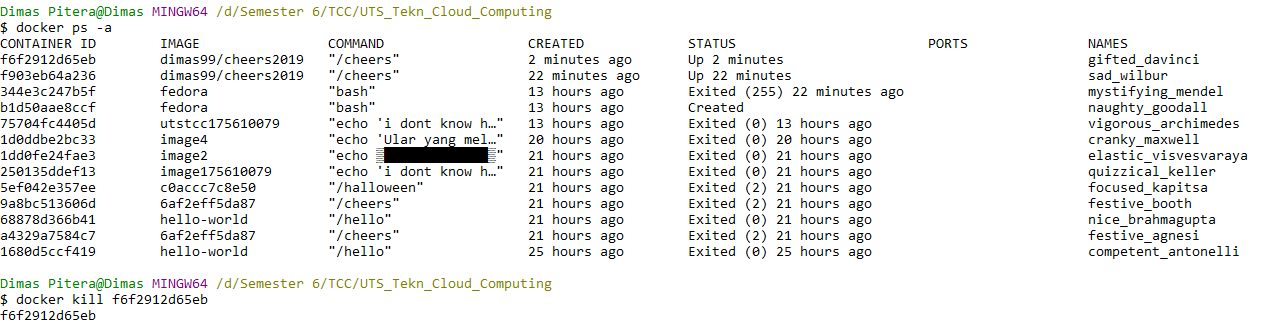 Dimas Pitera@Dimas MINGW64 /d/Semester 6/TCC/UTS_Tekn_Cloud_Computing
$ docker ps -a
CONTAINER ID        IMAGE                COMMAND                  CREATED             STATUS                        PORTS               NAMES
f6f2912d65eb        dimas99/cheers2019   "/cheers"                2 minutes ago       Up 2 minutes                                      gifted_davinci
f903eb64a236        dimas99/cheers2019   "/cheers"                22 minutes ago      Up 22 minutes                                     sad_wilbur
344e3c247b5f        fedora               "bash"                   13 hours ago        Exited (255) 22 minutes ago                       mystifying_mendel
b1d50aae8ccf        fedora               "bash"                   13 hours ago        Created                                           naughty_goodall
75704fc4405d        utstcc175610079      "echo 'i dont know h…"   13 hours ago        Exited (0) 13 hours ago                           vigorous_archimedes
1d0ddbe2bc33        image4               "echo 'Ular yang mel…"   20 hours ago        Exited (0) 20 hours ago                           cranky_maxwell
1dd0fe24fae3        image2               "echo "   21 hours ago        Exited (0) 21 hours ago                           elastic_visvesvaraya
250135ddef13        image175610079       "echo 'i dont know h…"   21 hours ago        Exited (0) 21 hours ago                           quizzical_keller
5ef042e357ee        c0accc7c8e50         "/halloween"             21 hours ago        Exited (2) 21 hours ago                           focused_kapitsa
9a8bc513606d        6af2eff5da87         "/cheers"                21 hours ago        Exited (2) 21 hours ago                           festive_booth
68878d366b41        hello-world          "/hello"                 21 hours ago        Exited (0) 21 hours ago                           nice_brahmagupta
a4329a7584c7        6af2eff5da87         "/cheers"                21 hours ago        Exited (2) 21 hours ago                           festive_agnesi
1680d5ccf419        hello-world          "/hello"                 25 hours ago        Exited (0) 25 hours ago                           competent_antonelli
Dimas Pitera@Dimas MINGW64 /d/Semester 6/TCC/UTS_Tekn_Cloud_Computing
$ docker kill f6f2912d65eb
f6f2912d65eb